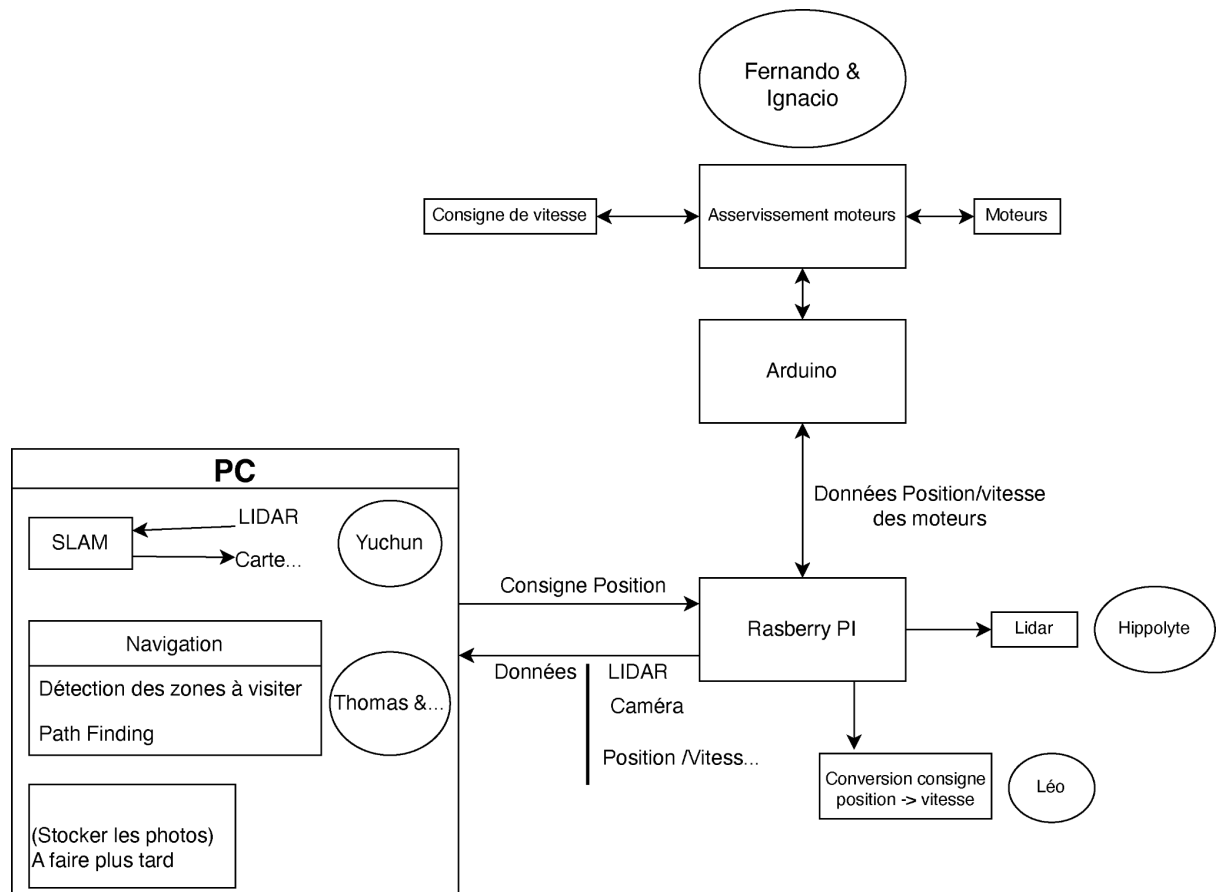 Fernando &
Ignacio
Consigne de vitesse
Asservissement moteurs
Moteurs
Arduino
Données Position/vitesse
des moteurs
PC
SLAM
LIDAR
Carte...
Yuchun
Consigne Position
Rasberry PI
Lidar
Hippolyte
Navigation
Détection des zones à visiter
Path Finding
Thomas &...
Données
LIDAR
Caméra
Position /Vitess...
Conversion consigne
position -> vitesse
Léo
(Stocker les photos)
A faire plus tard